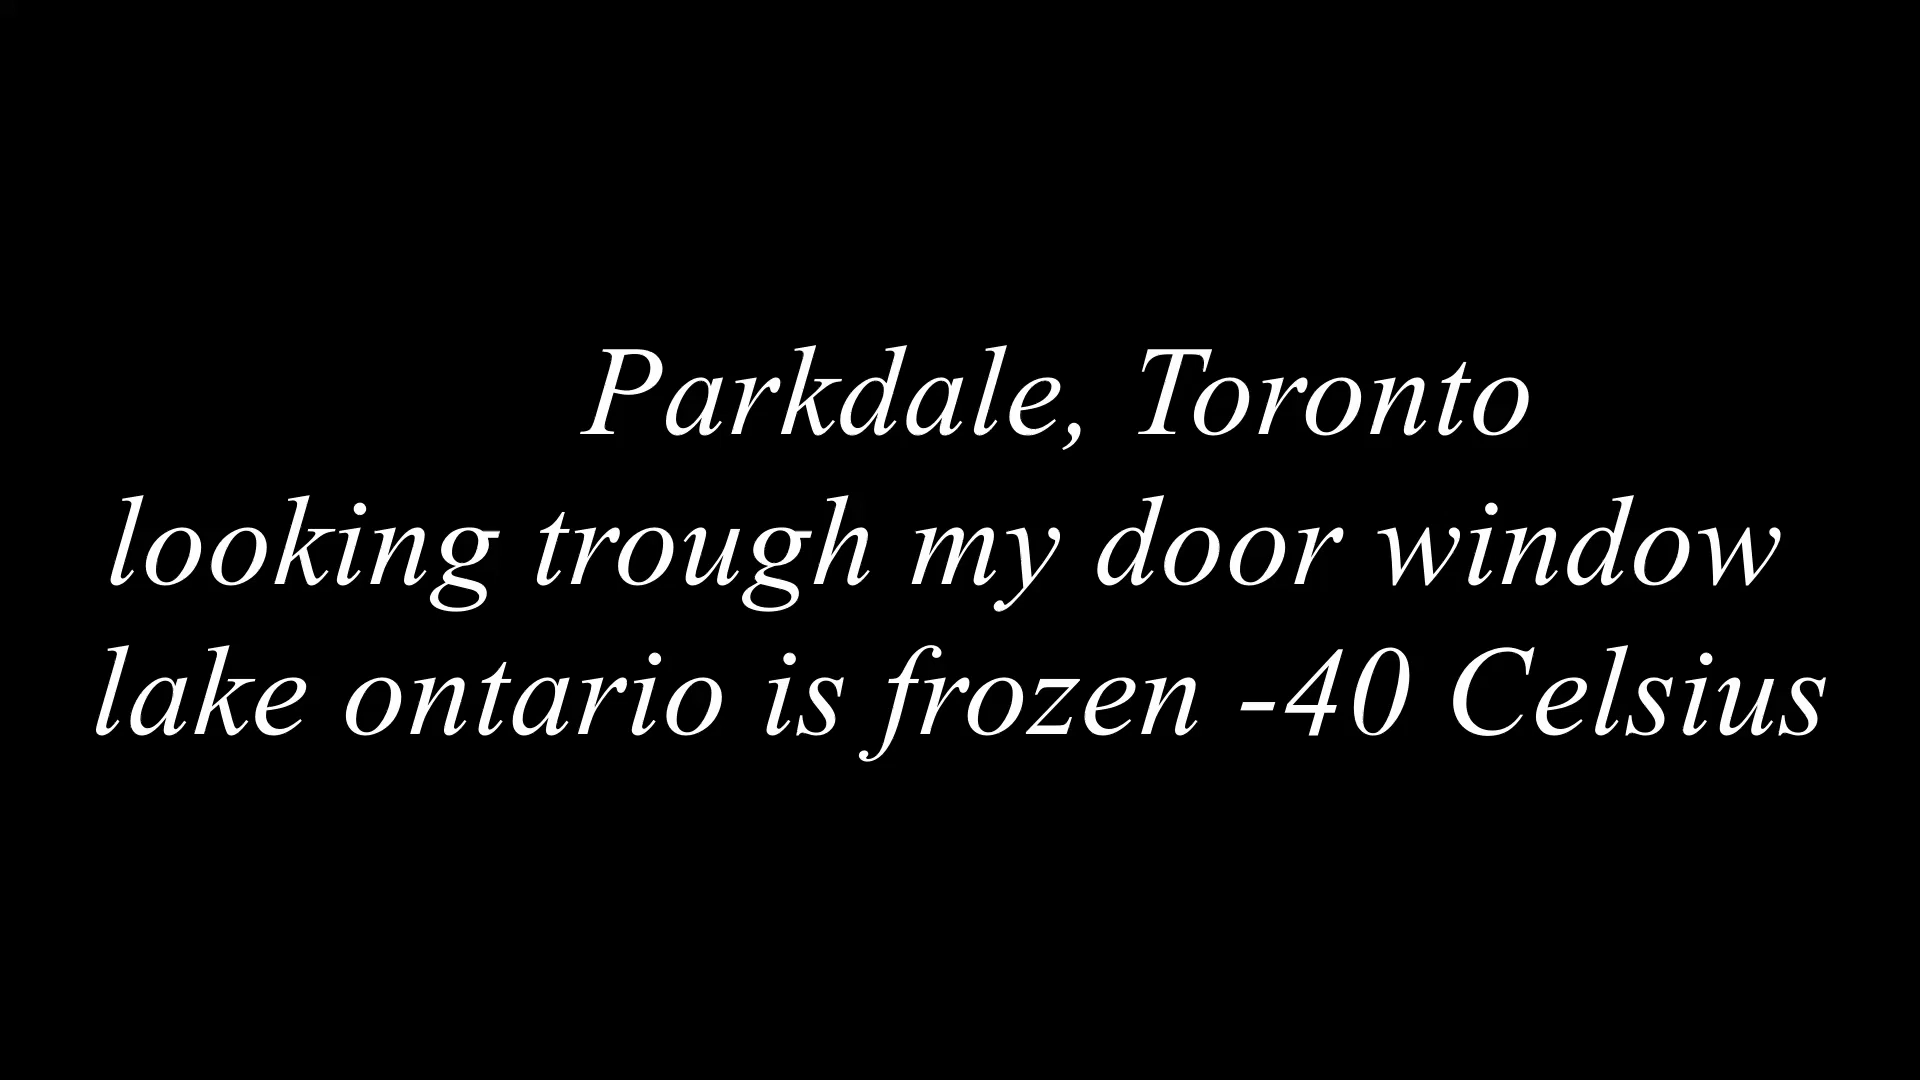 Parkdale, Toronto
looking trough my door window
lake ontario is frozen -40 Celsius